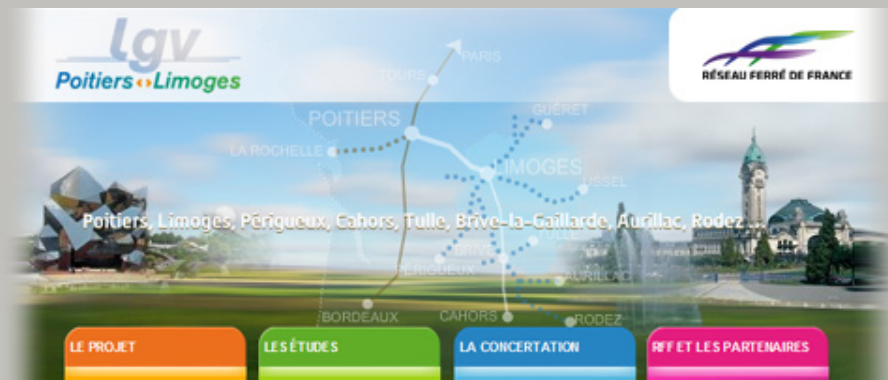 lgv
Poitiers Limoges
RÉSEAU FERRÉ DE FRANCE
PARIS
TOURS
POITIERS
GUÉRET
LA ROCHELLE
LIMOGES
USSEL
Poitiers, Limoges, Périgueux, Cahors, Tulle, Brive-la-Gaillarde, Aurillac, Rodez
TULLE
BRIVE
PÉRIGUEUX
AURILLAC
BORDEAUX
CAHORS
RODEZ
LE PROJET
LES ÉTUDES
LA CONCERTATION
RFF ET LES PARTENAIRES